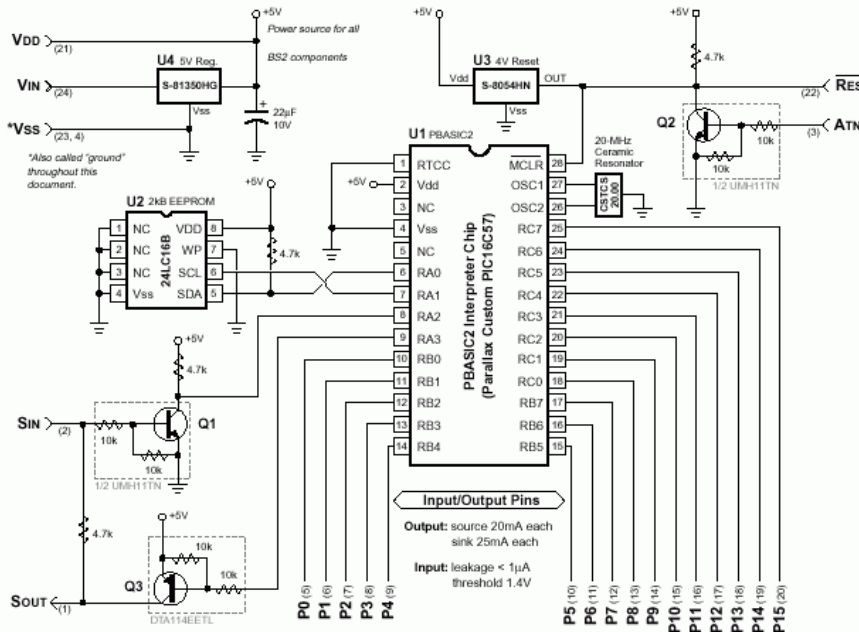 +5V
VDD
(21)
Power source for all
BS2 components
U4 5V Reg.
S-81350HG
VIN
(24)
Vss
*VSS
(23, 4)
22µF
10V
*Also called "ground"
throughout this
document.
+5V
U3 4V Reset
Vdd
S-8054HN
OUT
Vss
+5V
4.7k
(22)
RES
Q2
ATN
(3)
10k
10k
1/2 UMH11TN
20-MHz
Ceramic
Resonator
CSTCS
20.00
U2 2kB EEPROM
+5V
4.7k
24LC16B
1 NC VDD 8
2 NC WP 7
3 NC SCL 6
4 Vss SDA 5
U1 PBASIC2
+5V
PBASIC2 Interpreter Chip
(Parallax Custom PIC16C57)
1 RTCC MCLR 28
2 Vdd OSC1 27
3 NC OSC2 26
4 Vss RC7 25
5 NC RC6 24
6 RA0 RC5 23
7 RA1 RC4 22
8 RA2 RC3 21
9 RA3 RC2 20
10 RB0 RC1 19
11 RB1 RC0 18
12 RB2 RB7 17
13 RB3 RB6 16
14 RB4 RB5 15
+5V
4.7k
SIN
(2)
10k
Q1
10k
1/2 UMH11TN
4.7k
+5V
10k
Q3
10k
SOUT
(1)
DTA114EETL
Input/Output Pins
Output: source 20mA each
sink 25mA each
Input: leakage < 1µA
threshold 1.4V
P0 (5)
P1 (6)
P2 (7)
P3 (8)
P4 (9)
P5 (10)
P6 (11)
P7 (12)
P8 (13)
P9 (14)
P10 (15)
P11 (16)
P12 (17)
P13 (18)
P14 (19)
P15 (20)